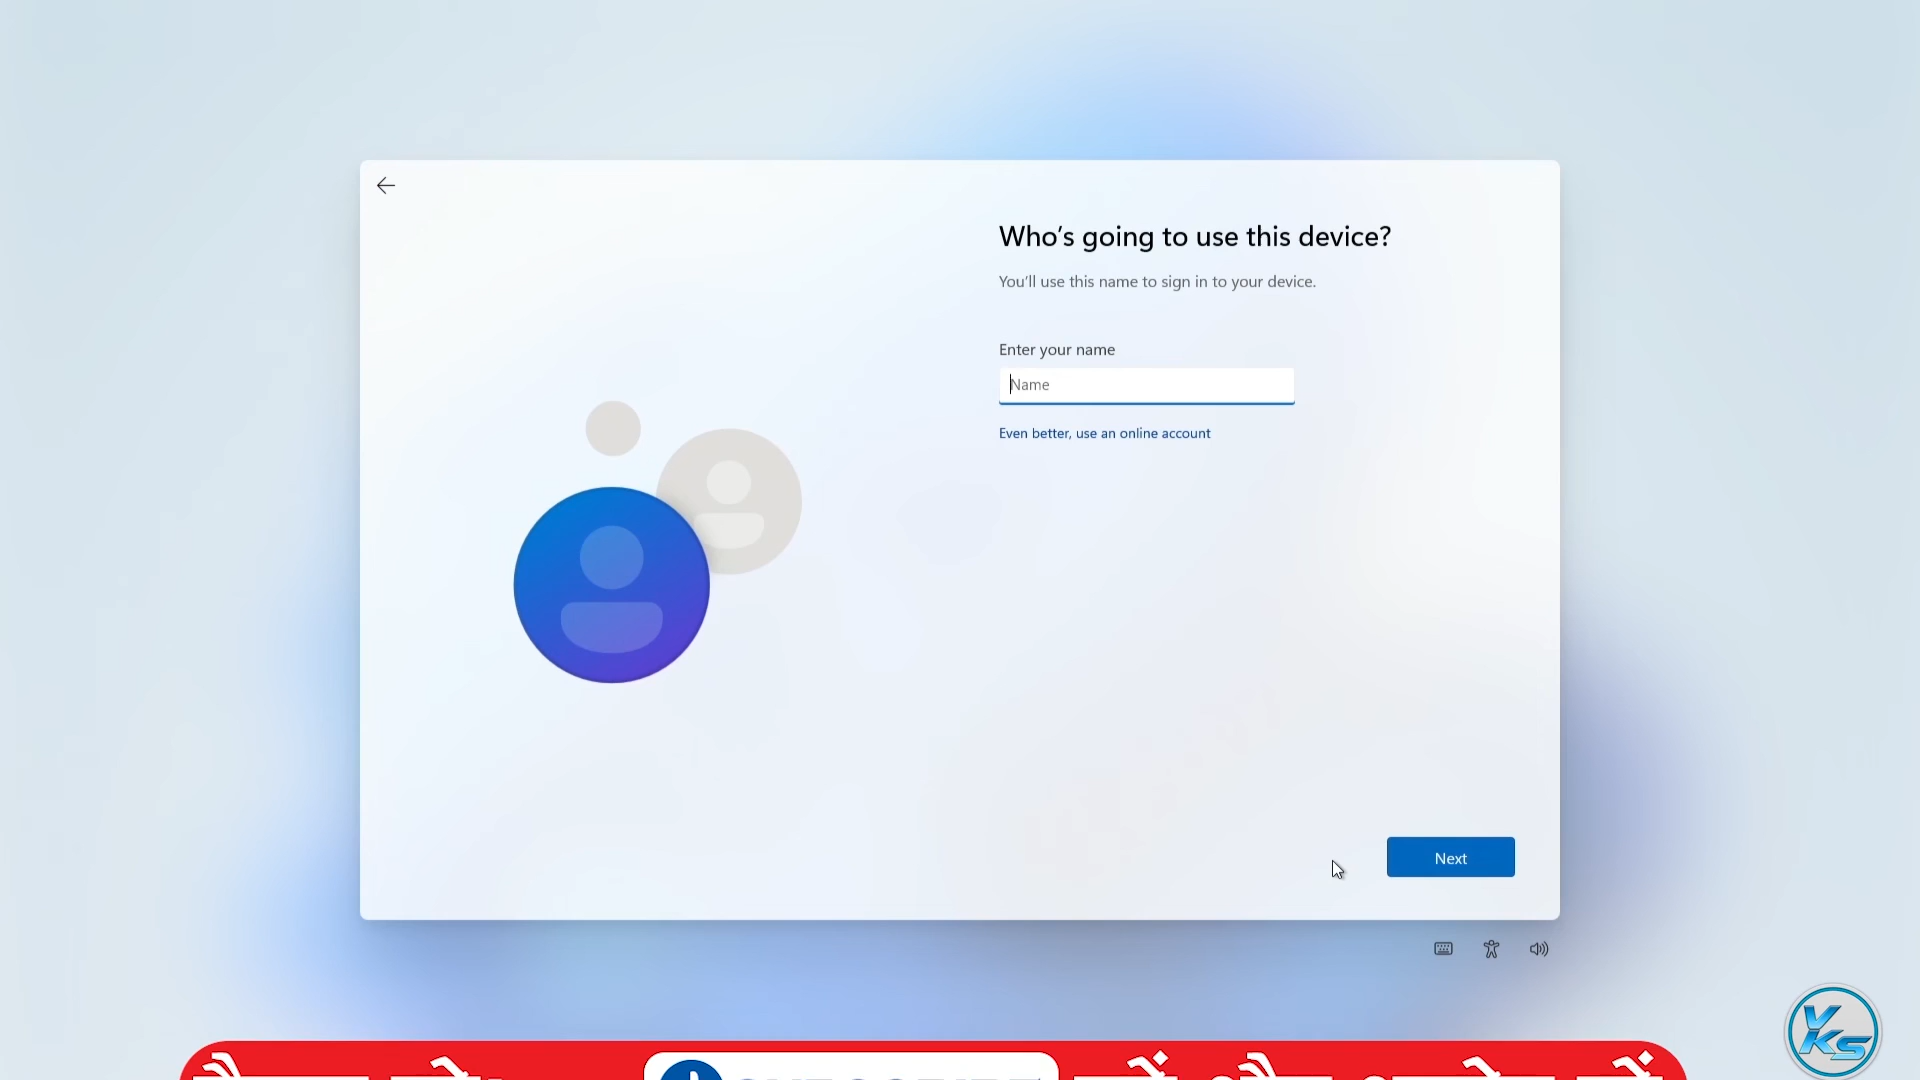 Who's going to use this device?
You'll use this name to sign in to your device.
Enter your name
Name
Even better, use an online account
Next
VKS